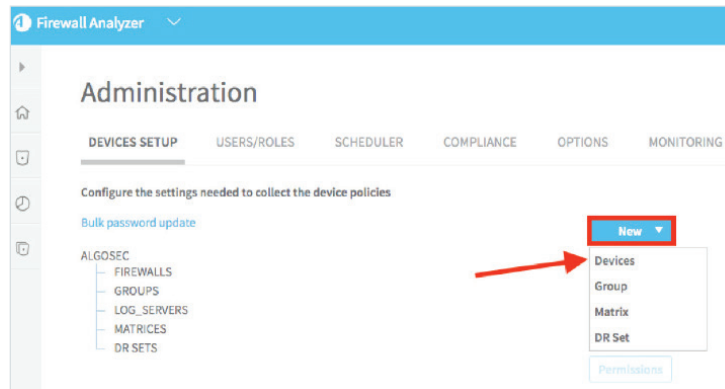 Firewall Analyzer
Administration
DEVICES SETUP USERS/ROLES SCHEDULER COMPLIANCE OPTIONS MONITORING
Configure the settings needed to collect the device policies
Bulk password update
New
ALGOSEC
FIREWALLS
GROUPS
LOG_SERVERS
MATRICES
DR SETS
Devices
Group
Matrix
DR Set
Permissions